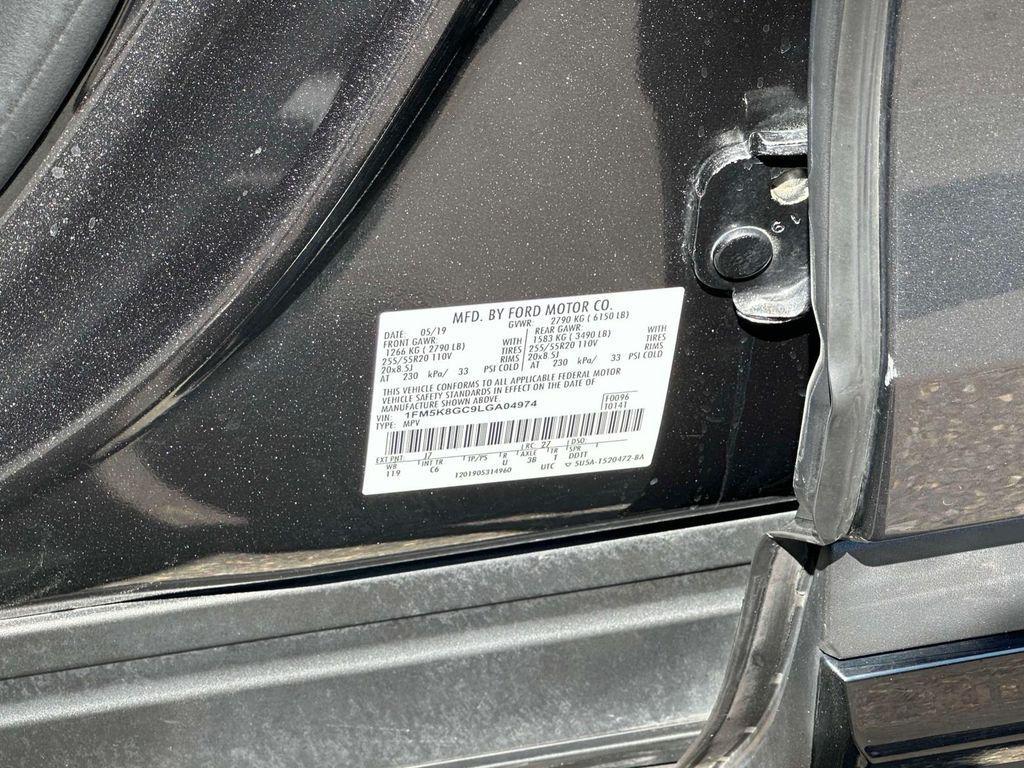 MFD. BY FORD MOTOR CO.
DATE: 05/19 GVWR: 2790 KG ( 6150 LB)
FRONT GAWR: REAR GAWR:
1266 KG ( 2790 LB) WITH 1583 KG ( 3490 LB) WITH
255/55R20 110V TIRES 255/55R20 110V TIRES
20x8.5J RIMS 20x8.5J RIMS
AT 230 kPa/ 33 PSI COLD AT 230 kPa/ 33 PSI COLD
THIS VEHICLE CONFORMS TO ALL APPLICABLE FEDERAL MOTOR
VEHICLE SAFETY STANDARDS IN EFFECT ON THE DATE OF
MANUFACTURE SHOWN ABOVE.
VIN: 1FM5K8GC9LGA04974 F0096
TYPE: MPV T0141
EXT PNT: J7 RC: 27 DSO:
WB INT TR TP/PS R AXLE TR SPR
119 C6 U 3B T DDTT
1201905314960 UTC 5USA-1520472-BA